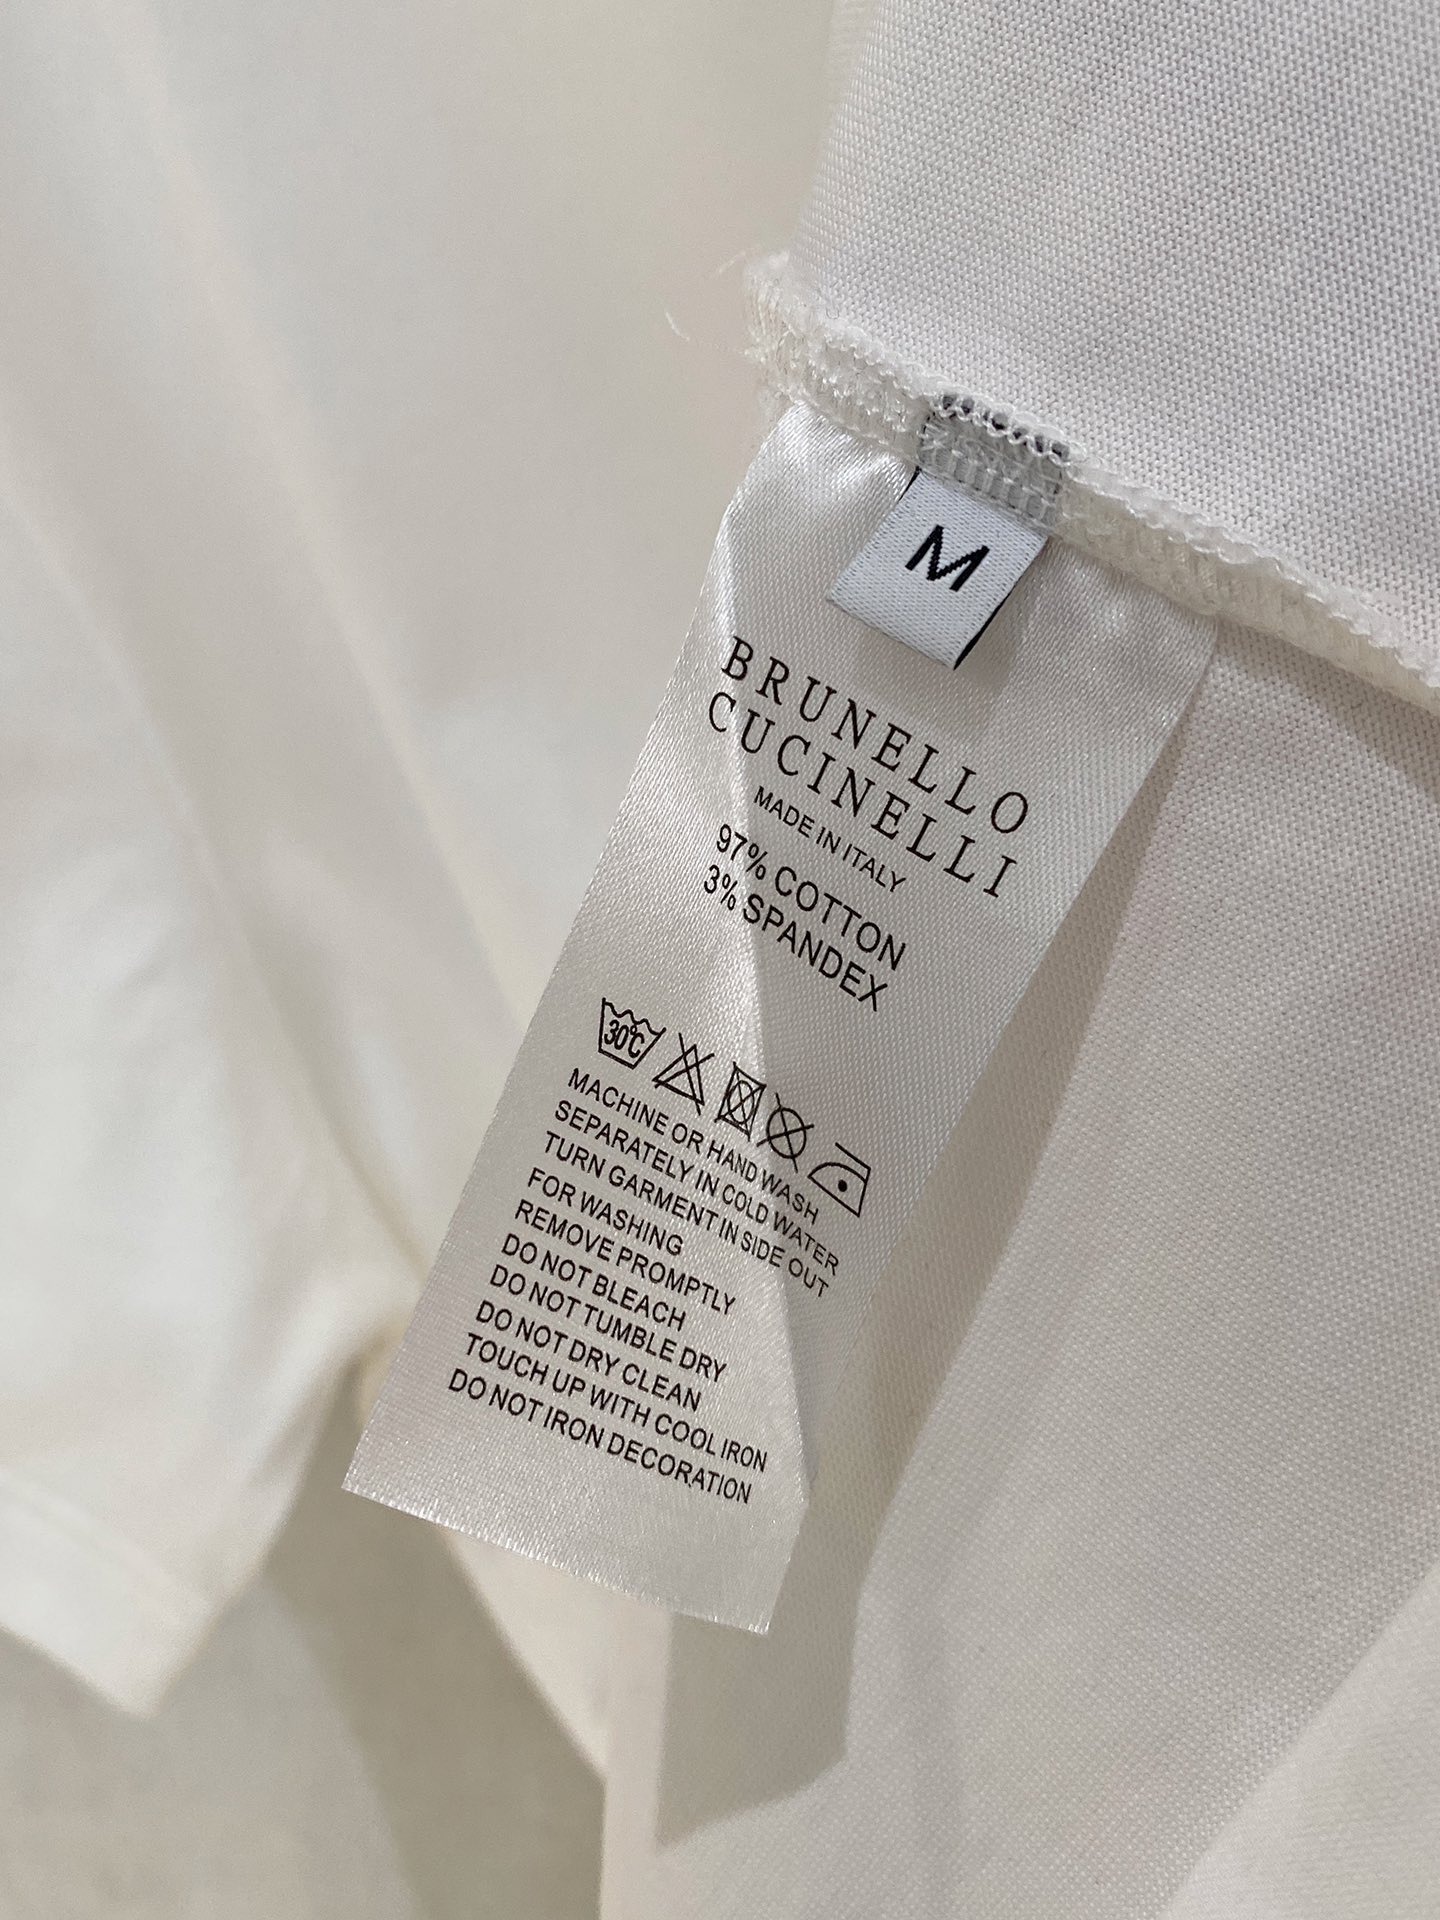 M
BRUNELLO
CUCINELLI
MADE IN ITALY
97% COTTON
3% SPANDEX
30℃
MACHINE OR HAND WASH
SEPARATELY IN COLD WATER
TURN GARMENT IN SIDE OUT
FOR WASHING
REMOVE PROMPTLY
DO NOT BLEACH
DO NOT TUMBLE DRY
DO NOT DRY CLEAN
TOUCH UP WITH COOL IRON
DO NOT IRON DECORATION